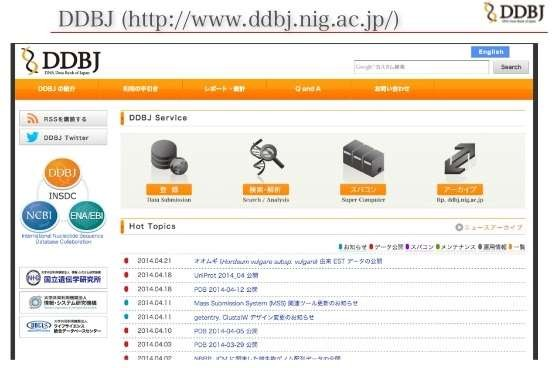 DDBJ (http://www.ddbj.nig.ac.jp/)
DDBJ
DDBJ
DNA Data Bank of Japan
English
Google
Search
DDBJ の紹介 利用の手引き レポート・統計 Q and A お問い合わせ
RSSを購読する
DDBJ Twitter
DDBJ
INSDC
NCBI
ENA/EBI
International Nucleotide Sequence
Database Collaboration
国立遺伝学研究所
情報・システム研究機構
DBCLS
ライフサイエンス
統合データベースセンター
DDBJ Service
登録 検索・解析 スパコン アーカイブ
Data Submission Search / Analysis Super Computer ftp. ddbj.nig.ac.jp
Hot Topics
ニュースアーカイブ
お知らせ データ公開 スパコン メンテナンス 運用情報 一覧
2014.04.21 オオムギ (Hordeum vulgare subsp. vulgare) 由来 EST データの公開
2014.04.18 UniProt 2014_04 公開
2014.04.18 PDB 2014-04-12 公開
2014.04.11 Mass Submission System (MSS) 関連ツール更新のお知らせ
2014.04.11 getentry, ClustalW デザイン変更のお知らせ
2014.04.10 PDB 2014-04-05 公開
2014.04.03 PDB 2014-03-29 公開
2014.04.02